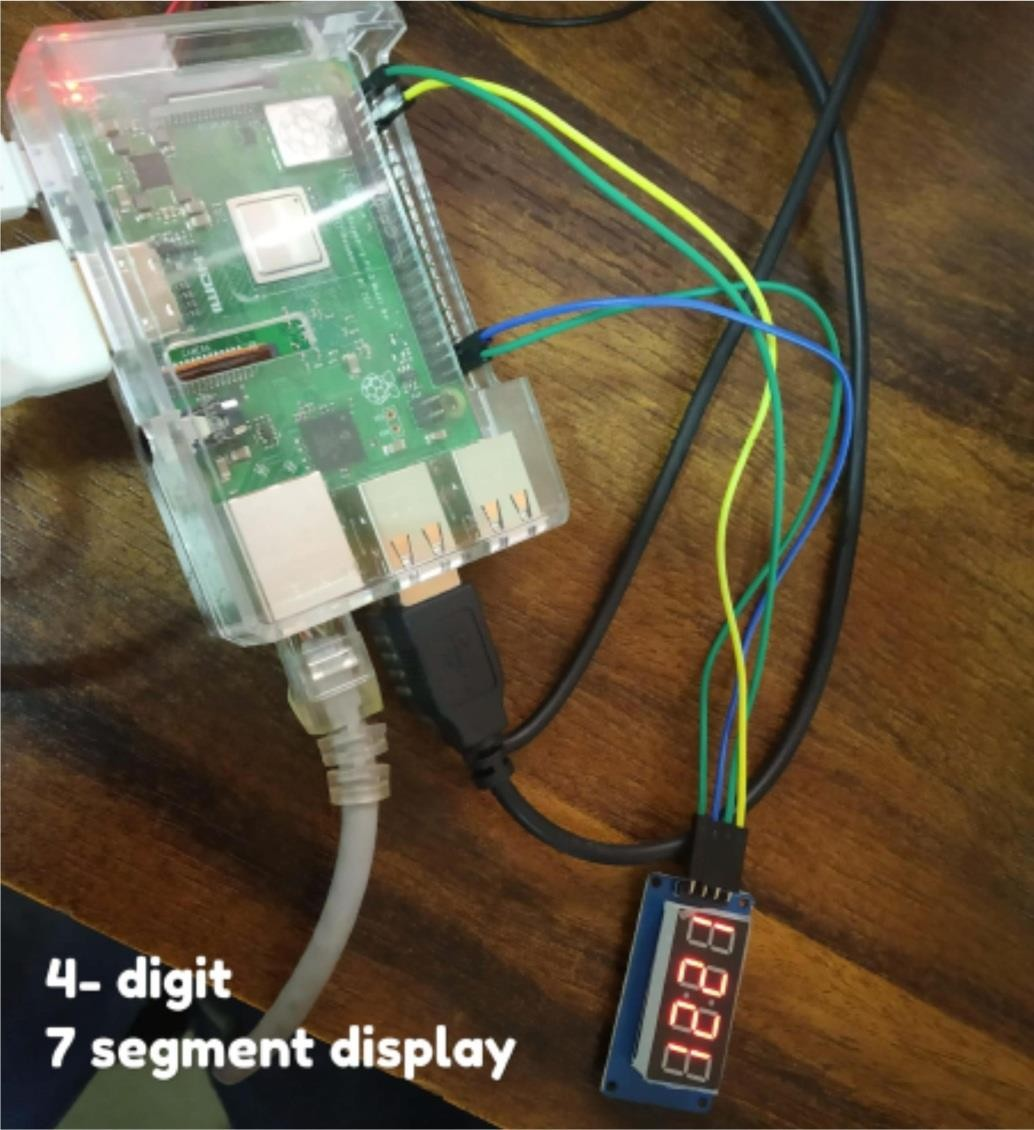 4- digit
7 segment display